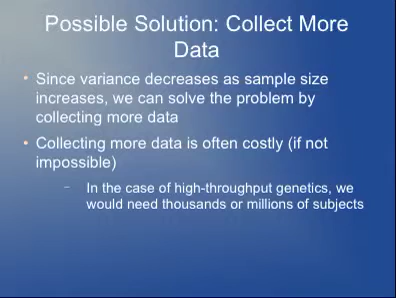 Possible Solution: Collect More
Data
• Since variance decreases as sample size
increases, we can solve the problem by
collecting more data
• Collecting more data is often costly (if not
impossible)
– In the case of high-throughput genetics, we
would need thousands or millions of subjects